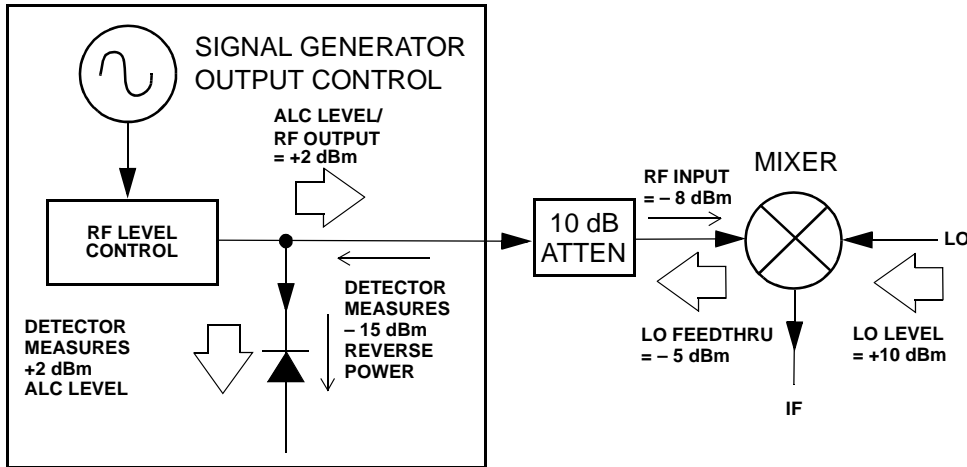 SIGNAL GENERATOR
OUTPUT CONTROL
ALC LEVEL/
RF OUTPUT
= +2 dBm
RF LEVEL
CONTROL
DETECTOR
MEASURES
+2 dBm
ALC LEVEL
DETECTOR
MEASURES
– 15 dBm
REVERSE
POWER
10 dB
ATTEN
RF INPUT
= – 8 dBm
MIXER
LO FEEDTHRU
= – 5 dBm
LO
LO LEVEL
= +10 dBm
IF